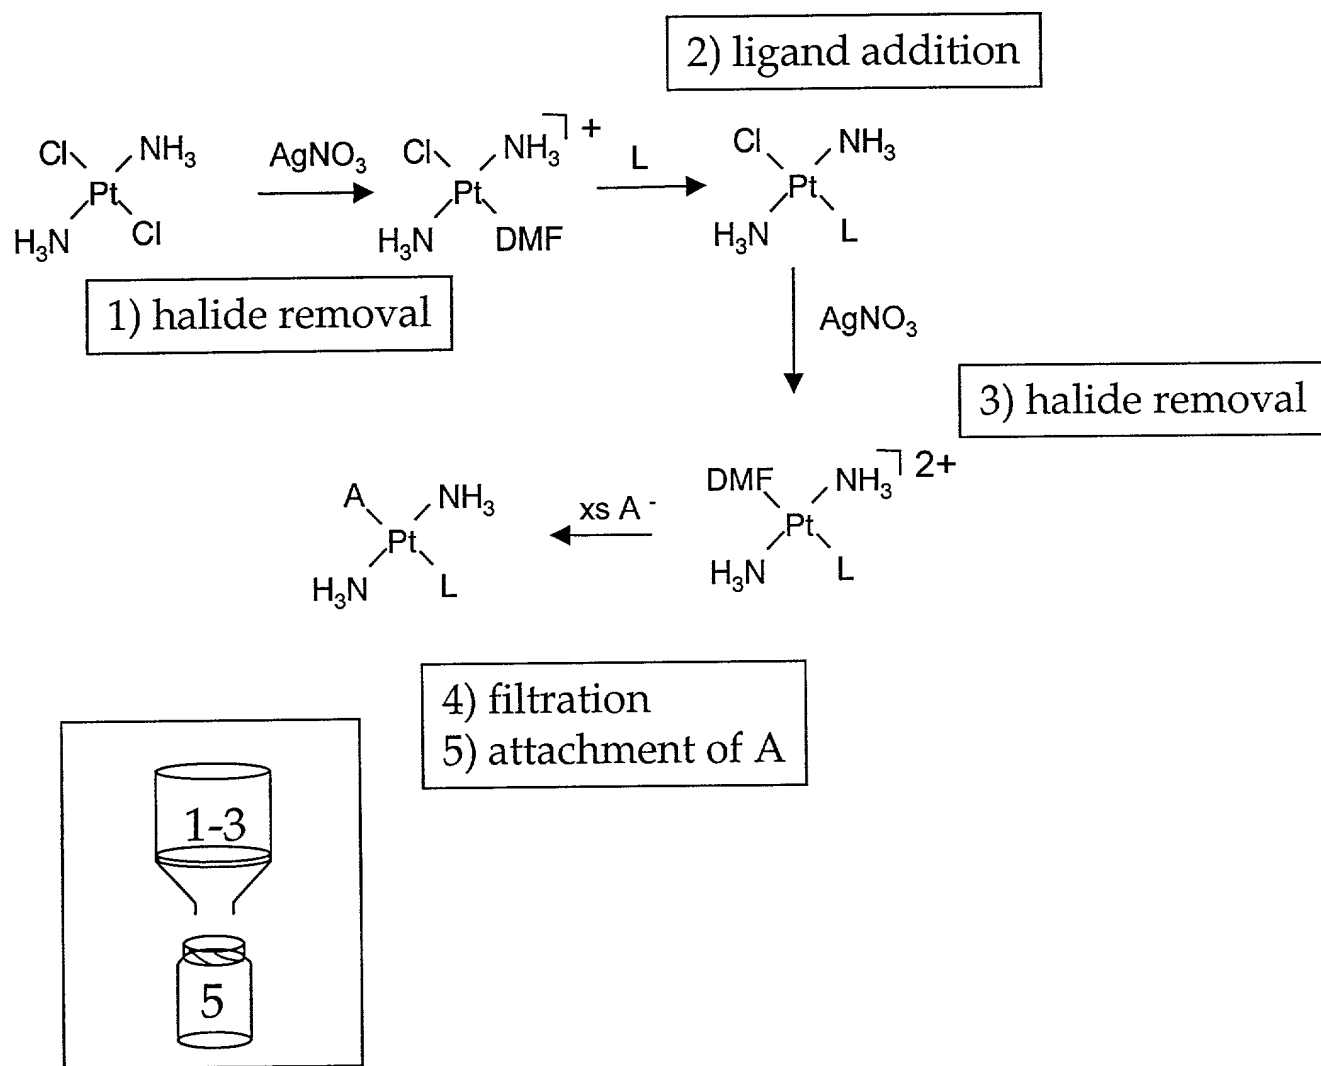 2) ligand addition
Cl
NH₃
Pt
H₃N
Cl
AgNO₃
Cl
NH₃
+
Pt
H₃N
DMF
L
Cl
NH₃
Pt
H₃N
L
1) halide removal
AgNO₃
3) halide removal
DMF
NH₃
2+
Pt
H₃N
L
xs A⁻
A
NH₃
Pt
H₃N
L
4) filtration
5) attachment of A
1-3
5